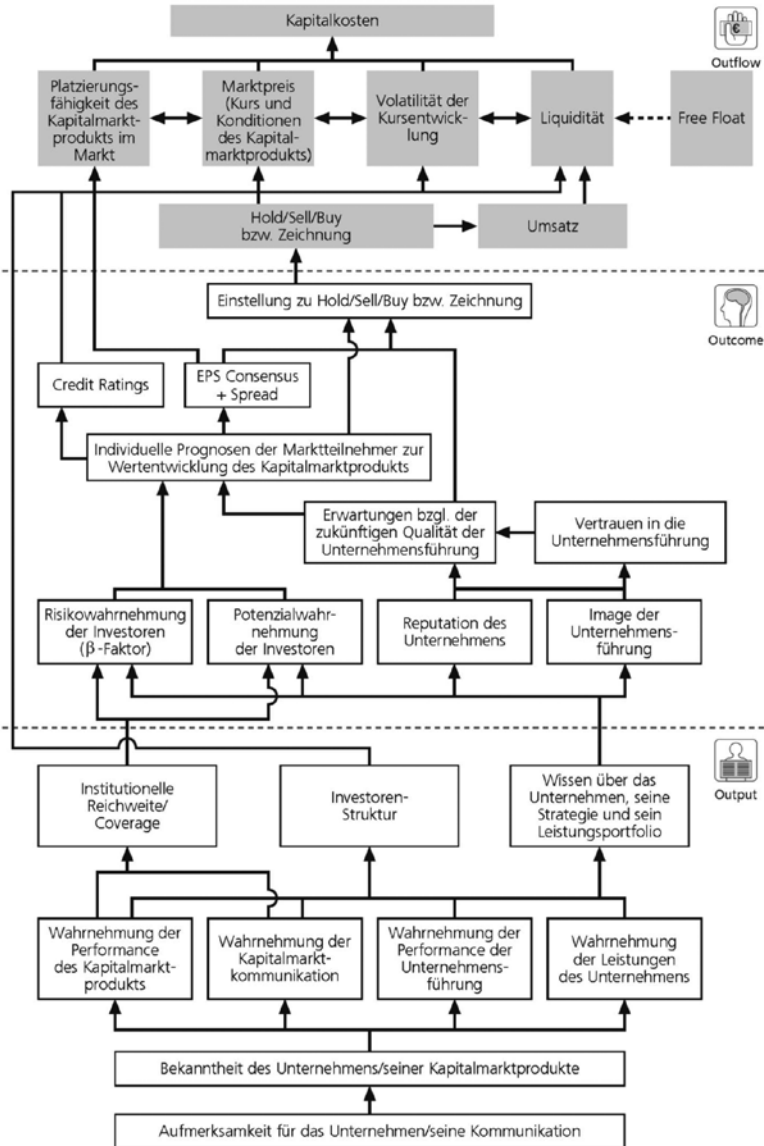 Kapitalkosten
€
Outflow
Platzierungs-
fähigkeit des
Kapitalmarkt-
produkts im
Markt
Marktpreis
(Kurs und
Konditionen
des Kapital-
marktprodukts)
Volatilität der
Kursentwick-
lung
Liquidität
Free Float
Hold/Sell/Buy
bzw. Zeichnung
Umsatz
Einstellung zu Hold/Sell/Buy bzw. Zeichnung
Outcome
Credit Ratings
EPS Consensus
+ Spread
Individuelle Prognosen der Marktteilnehmer zur
Wertentwicklung des Kapitalmarktprodukts
Erwartungen bzgl. der
zukünftigen Qualität der
Unternehmensführung
Vertrauen in die
Unternehmensführung
Risikowahrnehmung
der Investoren
(β-Faktor)
Potenzialwahr-
nehmung
der Investoren
Reputation des
Unternehmens
Image der
Unternehmens-
führung
Institutionelle
Reichweite/
Coverage
Investoren-
Struktur
Wissen über das
Unternehmen, seine
Strategie und sein
Leistungsportfolio
Output
Wahrnehmung der
Performance
des Kapitalmarkt-
produkts
Wahrnehmung der
Kapitalmarkt-
kommunikation
Wahrnehmung der
Performance der
Unternehmens-
führung
Wahrnehmung
der Leistungen
des Unternehmens
Bekanntheit des Unternehmens/seiner Kapitalmarktprodukte
Aufmerksamkeit für das Unternehmen/seine Kommunikation